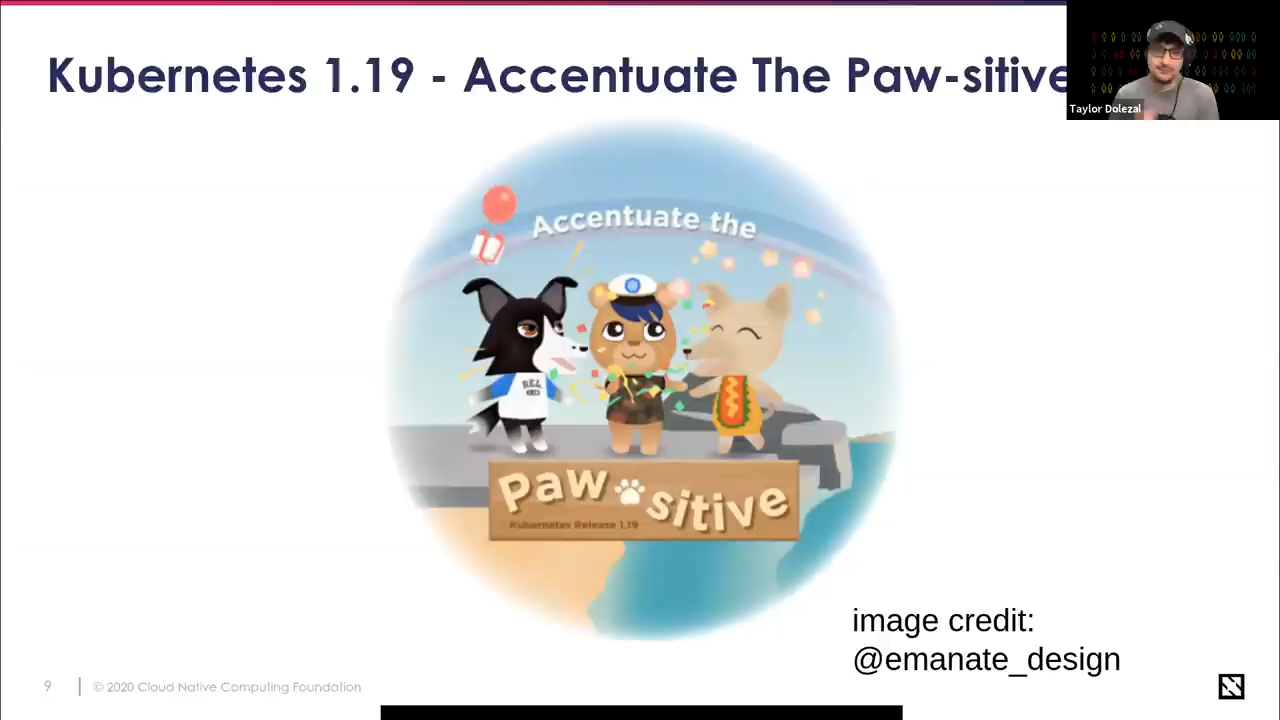 Kubernetes 1.19 - Accentuate The Paw-sitive
Taylor Dolezal
Accentuate the
REL
Paw sitive
Kubernetes Release 1.19
image credit:
@emanate_design
9
© 2020 Cloud Native Computing Foundation